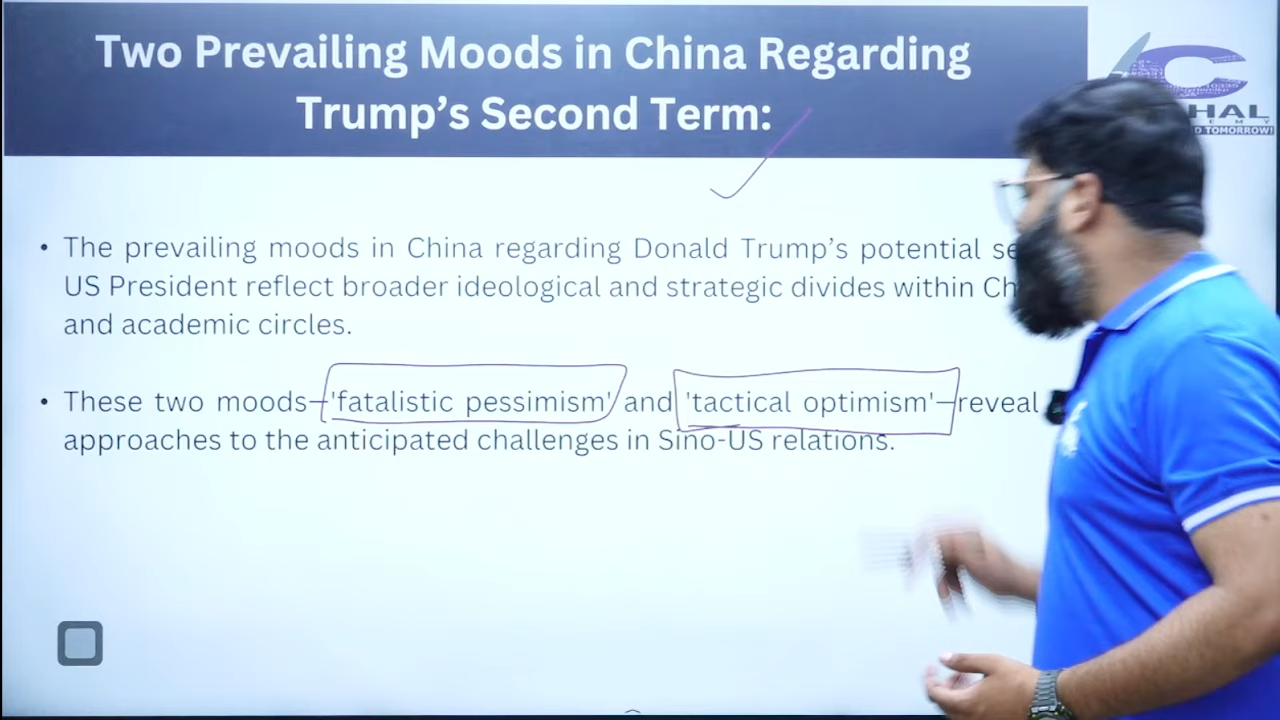 Two Prevailing Moods in China Regarding
Trump's Second Term:
HAL
D TOMORROW!
• The prevailing moods in China regarding Donald Trump's potential
US President reflect broader ideological and strategic divides within
and academic circles.
• These two moods—'fatalistic pessimism' and 'tactical optimism'—reveal
approaches to the anticipated challenges in Sino-US relations.